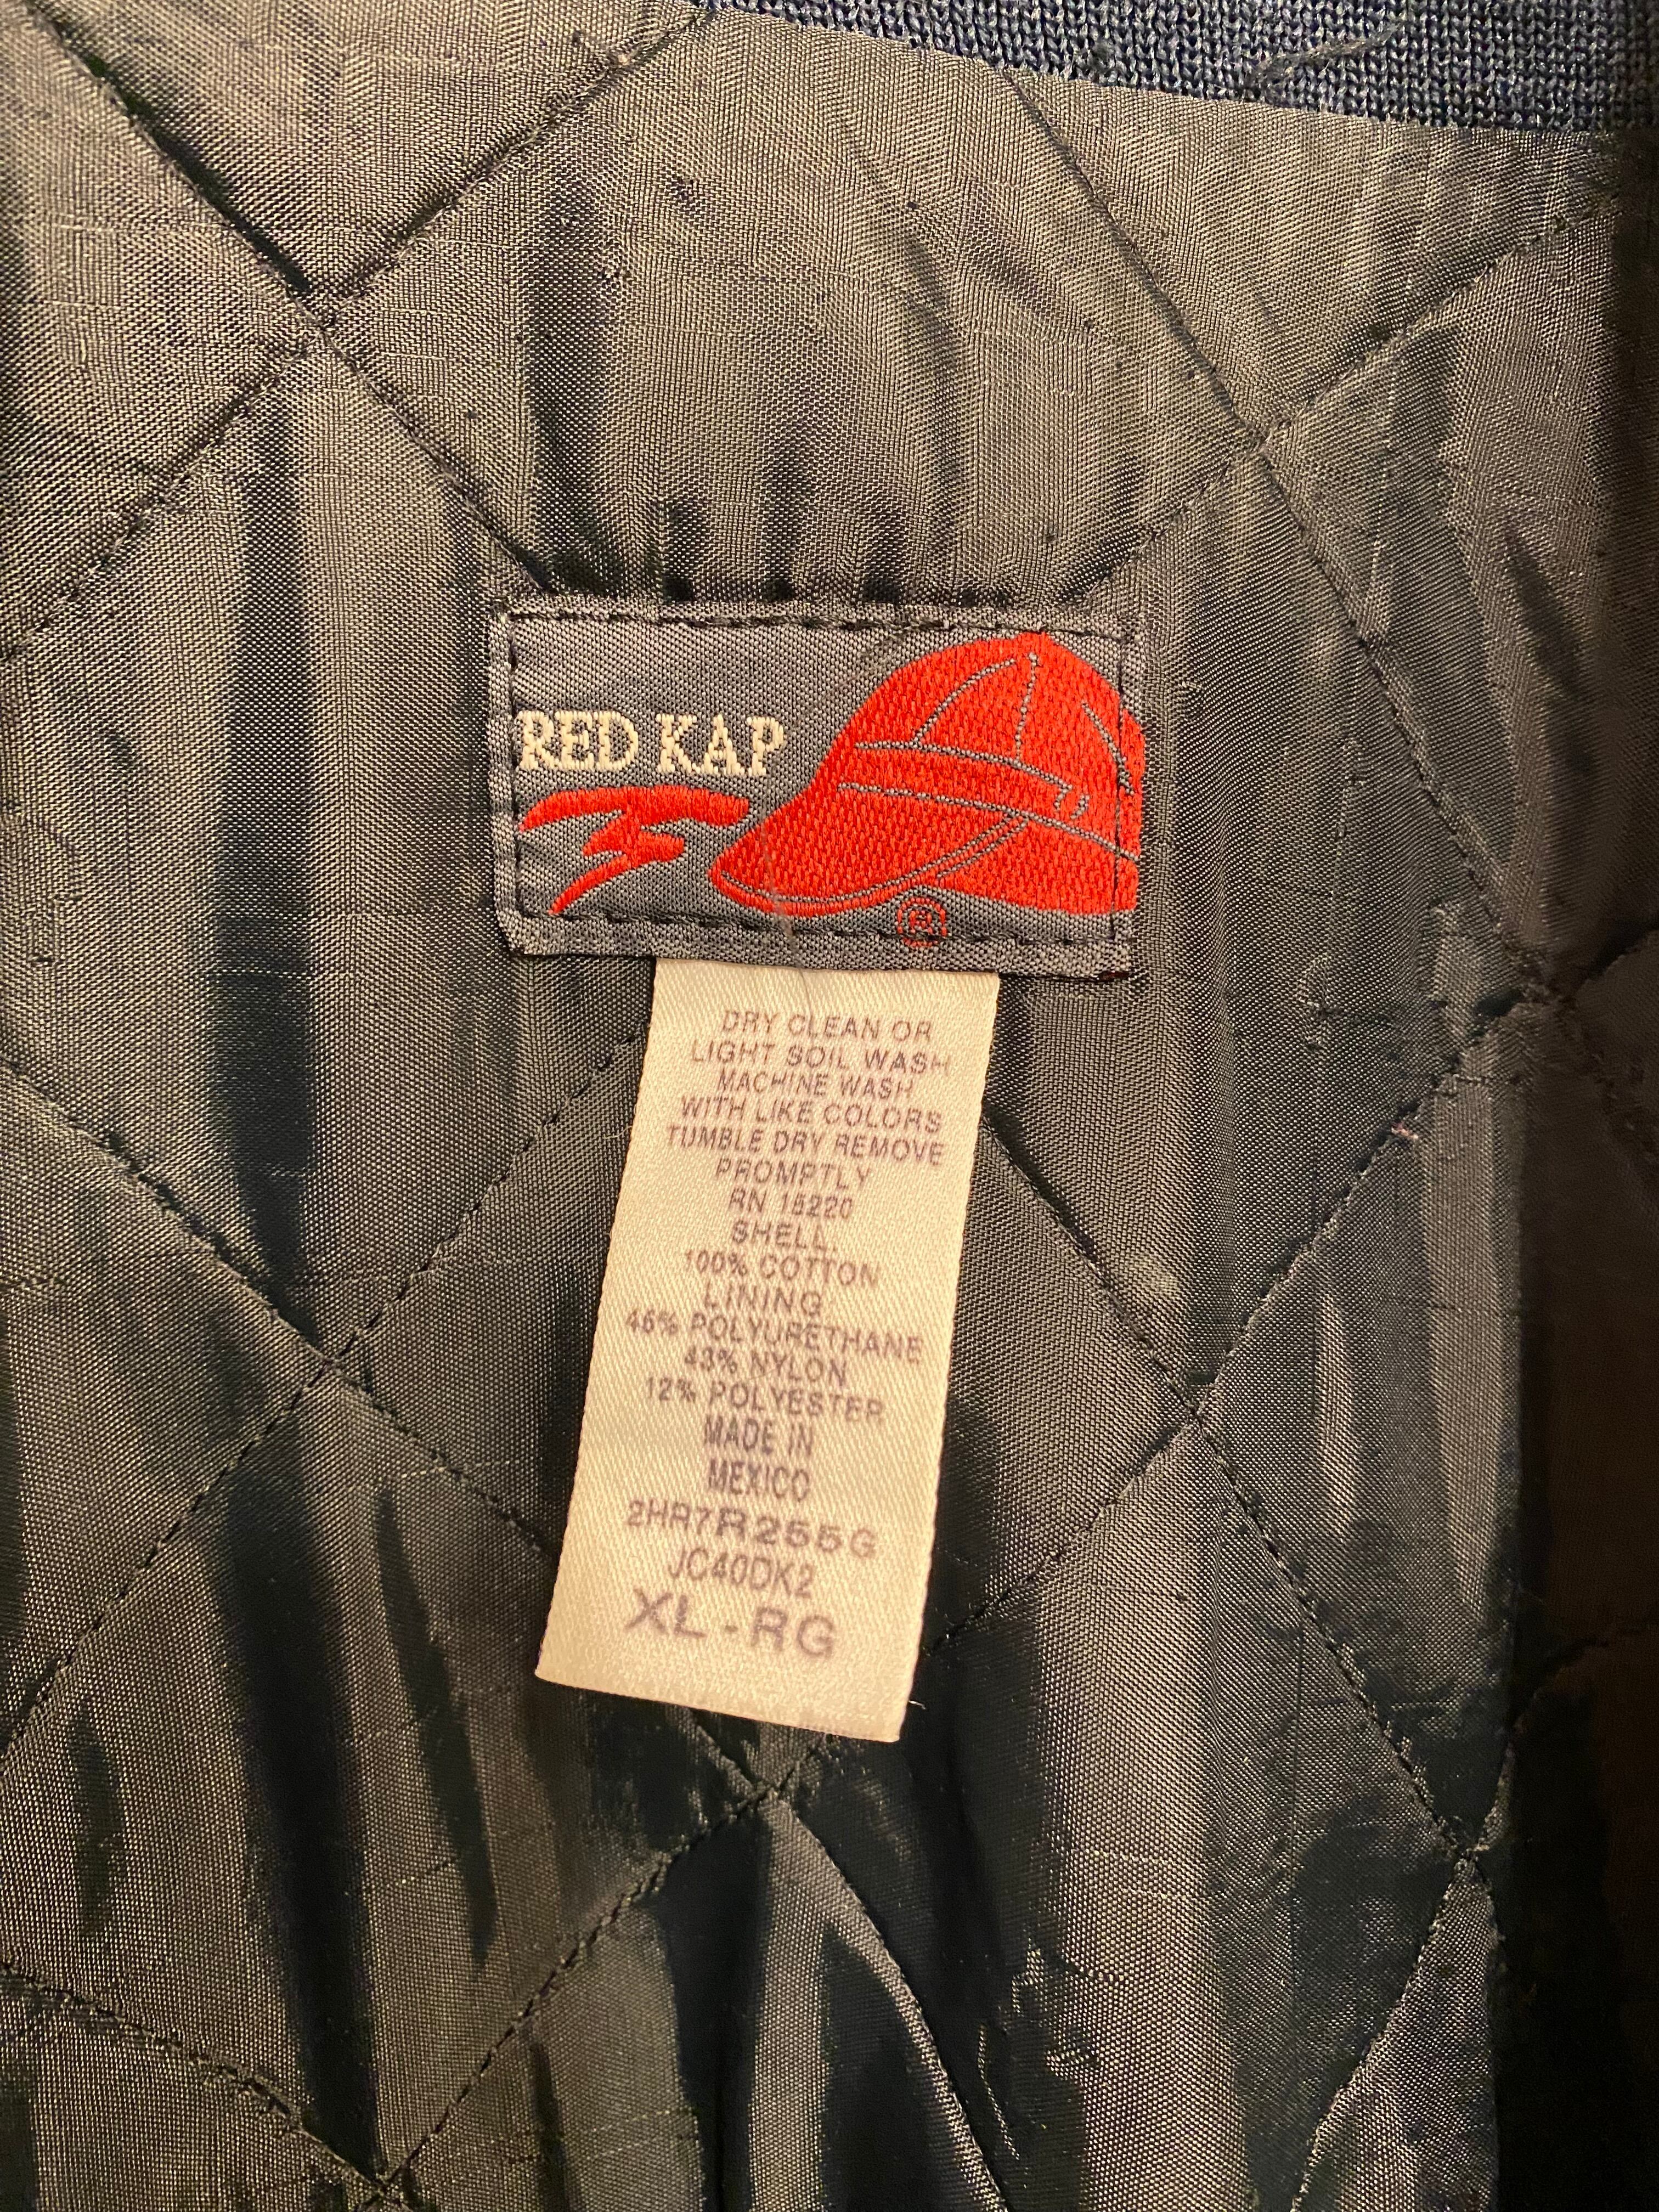 RED KAP
®
DRY CLEAN OR
LIGHT SOIL WASH
MACHINE WASH
WITH LIKE COLORS
TUMBLE DRY REMOVE
PROMPTLY
RN 15220
SHELL
100% COTTON
LINING
46% POLYURETHANE
43% NYLON
12% POLYESTER
MADE IN
MEXICO
2HR7R255G
JC40DK2
XL-RG